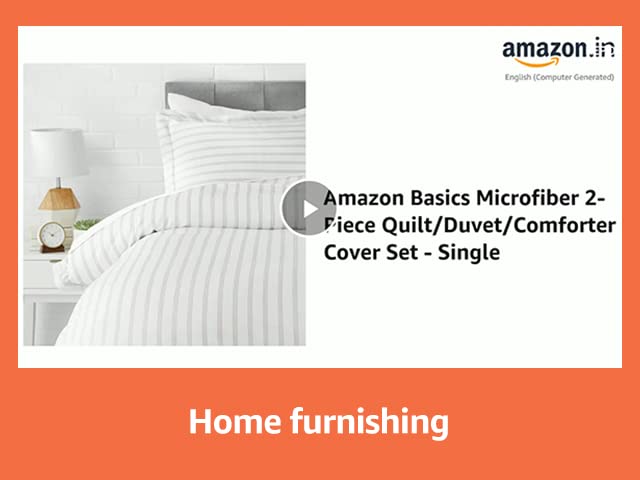 amazon.in
English (Computer Generated)
Amazon Basics Microfiber 2-
Piece Quilt/Duvet/Comforter
Cover Set - Single
Home furnishing